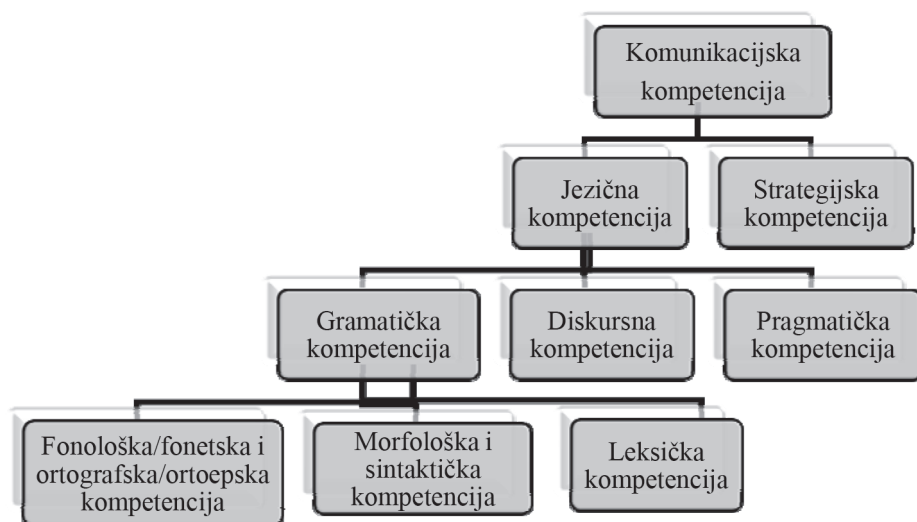 Komunikacijska
kompetencija
Jezična
kompetencija
Strategijska
kompetencija
Gramatička
kompetencija
Diskursna
kompetencija
Pragmatička
kompetencija
Fonološka/fonetska i
ortografska/ortoepska
kompetencija
Morfološka i
sintaktička
kompetencija
Leksička
kompetencija